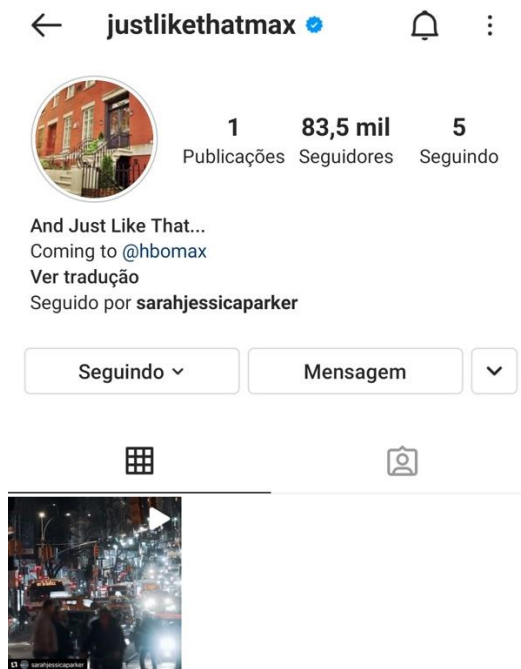 justlikethatmax
1 83,5 mil 5
Publicações Seguidores Seguindo
And Just Like That...
Coming to @hbomax
Ver tradução
Seguido por sarahjessicaparker
Seguindo Mensagem
sarahjessicaparker